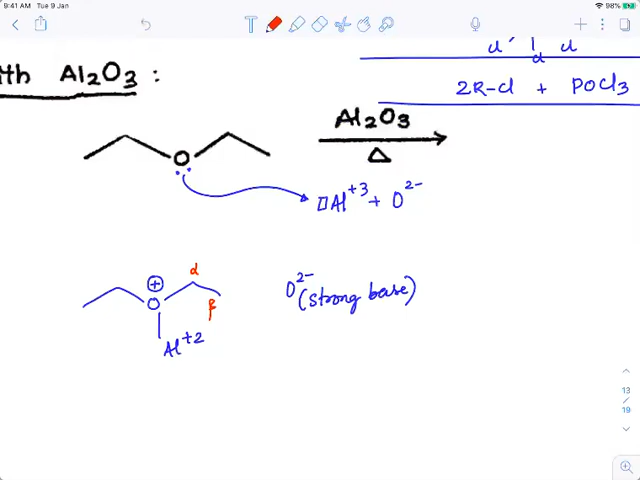 9:41 AM Tue 9 Jan
98%
d d
d
with Al2O3 :
2R-Cl + POCl3
Al2O3
O
Δ
□Al+3 + O2-
⊕ α
O β
O2- (strong base)
Al+2
13
/
19